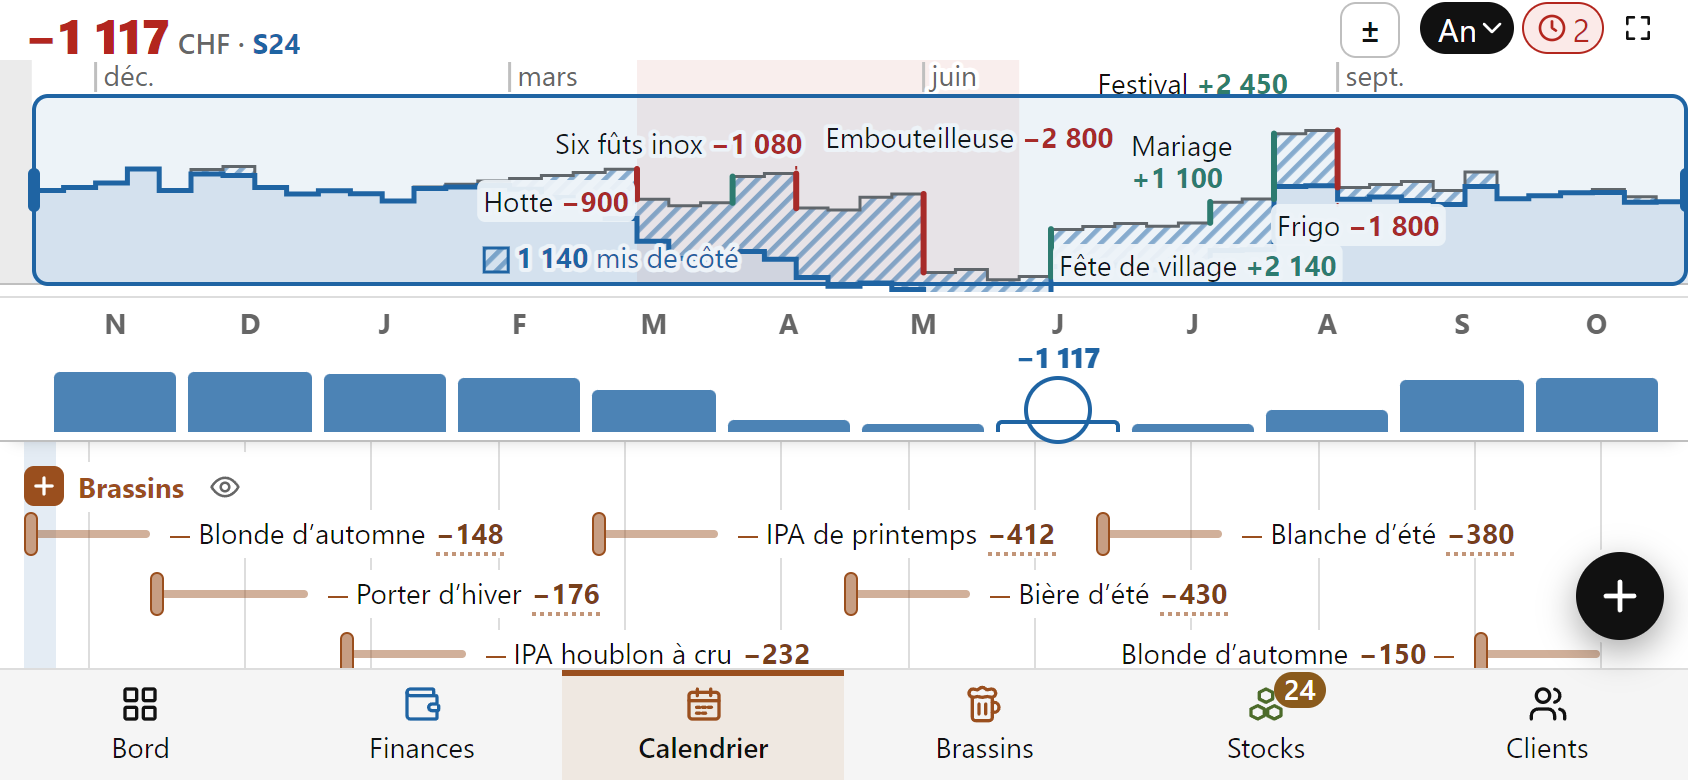 −1 117 CHF · S24
±
An
2
déc.
mars
juin
sept.
Festival +2 450
Six fûts inox −1 080
Embouteilleuse −2 800
Mariage
+1 100
Hotte −900
Frigo −1 800
1 140 mis de côté
Fête de village +2 140
N D J F M A M J J A S O
−1 117
Brassins
— Blonde d’automne −148
— IPA de printemps −412
— Blanche d’été −380
— Porter d’hiver −176
— Bière d’été −430
— IPA houblon à cru −232
Blonde d’automne −150 —
24
Bord
Finances
Calendrier
Brassins
Stocks
Clients